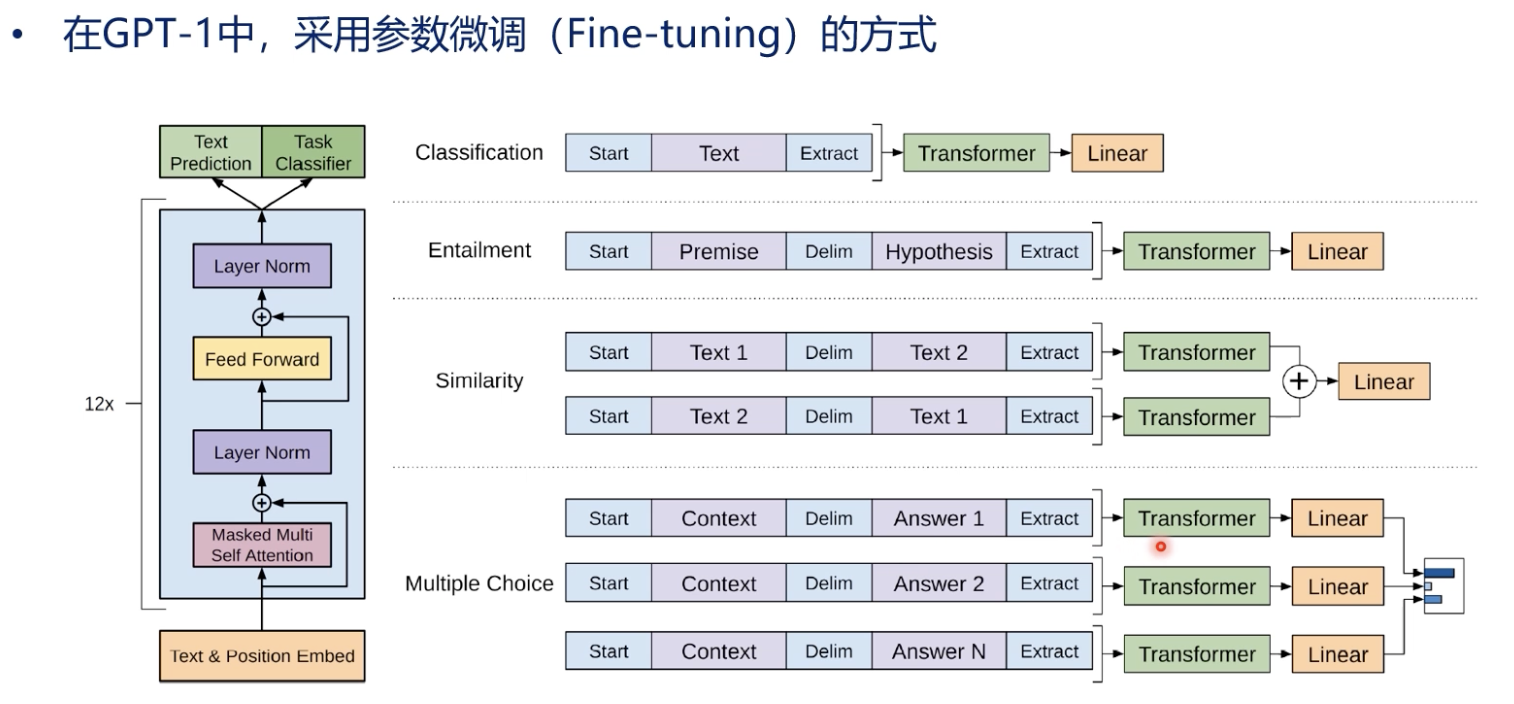 • 在GPT-1中，采用参数微调（Fine-tuning）的方式
Text Prediction
Task Classifier
Layer Norm
Feed Forward
12x
Layer Norm
Masked Multi Self Attention
Text & Position Embed
Classification Start Text Extract Transformer Linear
Entailment Start Premise Delim Hypothesis Extract Transformer Linear
Similarity
Start Text 1 Delim Text 2 Extract Transformer
Start Text 2 Delim Text 1 Extract Transformer
+ Linear
Multiple Choice
Start Context Delim Answer 1 Extract Transformer Linear
Start Context Delim Answer 2 Extract Transformer Linear
Start Context Delim Answer N Extract Transformer Linear